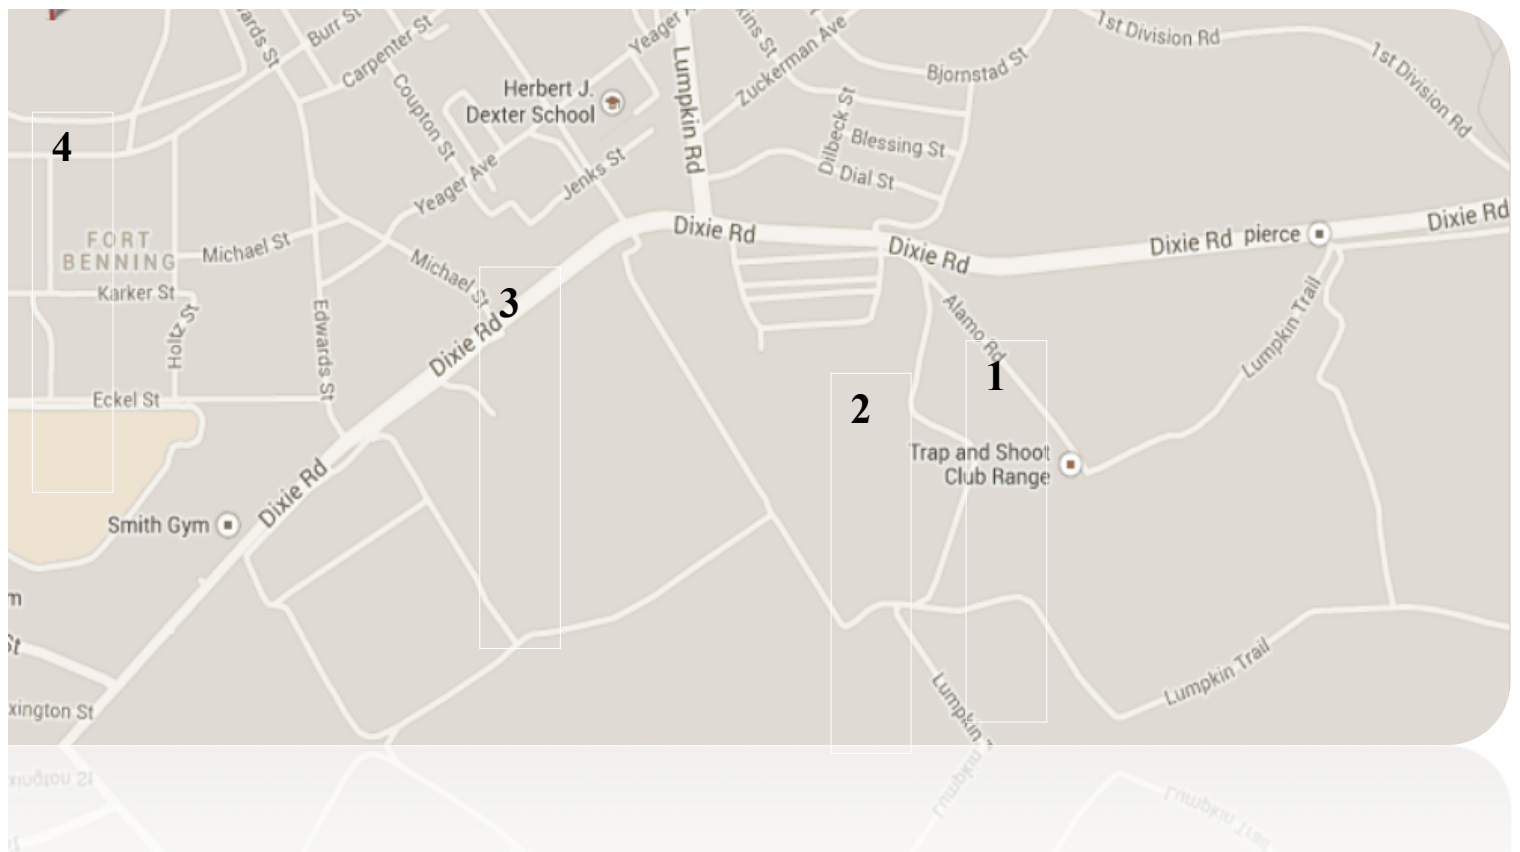 Burr St
Carpenter St
Coupton St
Herbert J.
Dexter School
Yeager Ave
Jenks St
Lumpkin Rd
Zuckerman Ave
Bjornstad St
1st Division Rd
1st Division Rd
Dilbeck St
Blessing St
Dial St
4
FORT
BENNING
Michael St
Karker St
Holtz St
Edwards St
Eckel St
Michael St
3
Dixie Rd
Dixie Rd
Dixie Rd
Dixie Rd pierce
Dixie Rd
Alamo Rd
Lumpkin Trail
1
2
Trap and Shoot
Club Range
Smith Gym
Dixie Rd
m
St
xington St
Lumpkin T
Lumpkin Trail